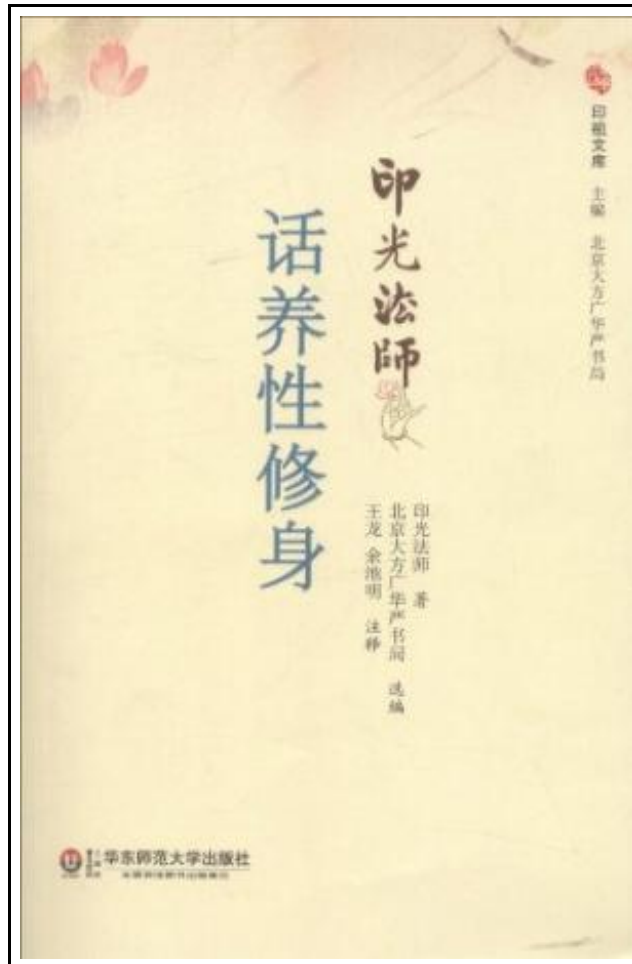 印祖文库 主编 北京大方广华严书局
印光法师
话养性修身
印光法师 著
北京大方广华严书局 选编
王龙 余池明 注释
华东师范大学出版社